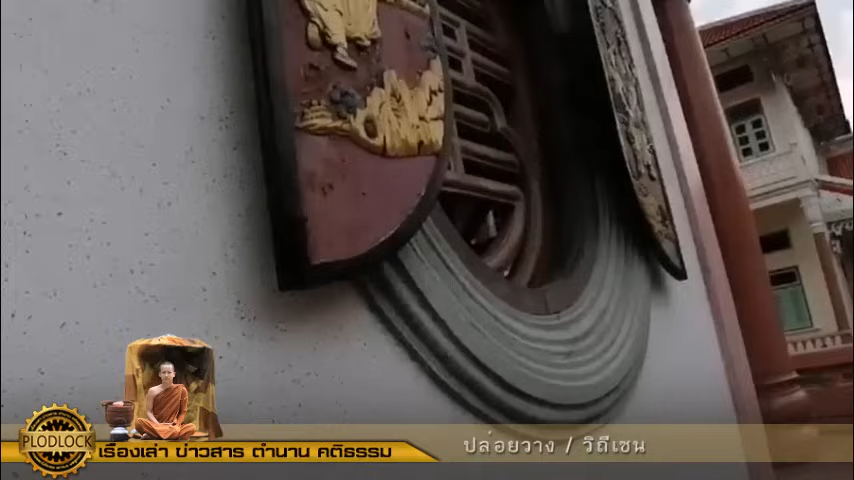 PLODLOCK
เรื่องเล่า ข่าวสาร ตำนาน คติธรรม
ปล่อยวาง / วิถีเซน